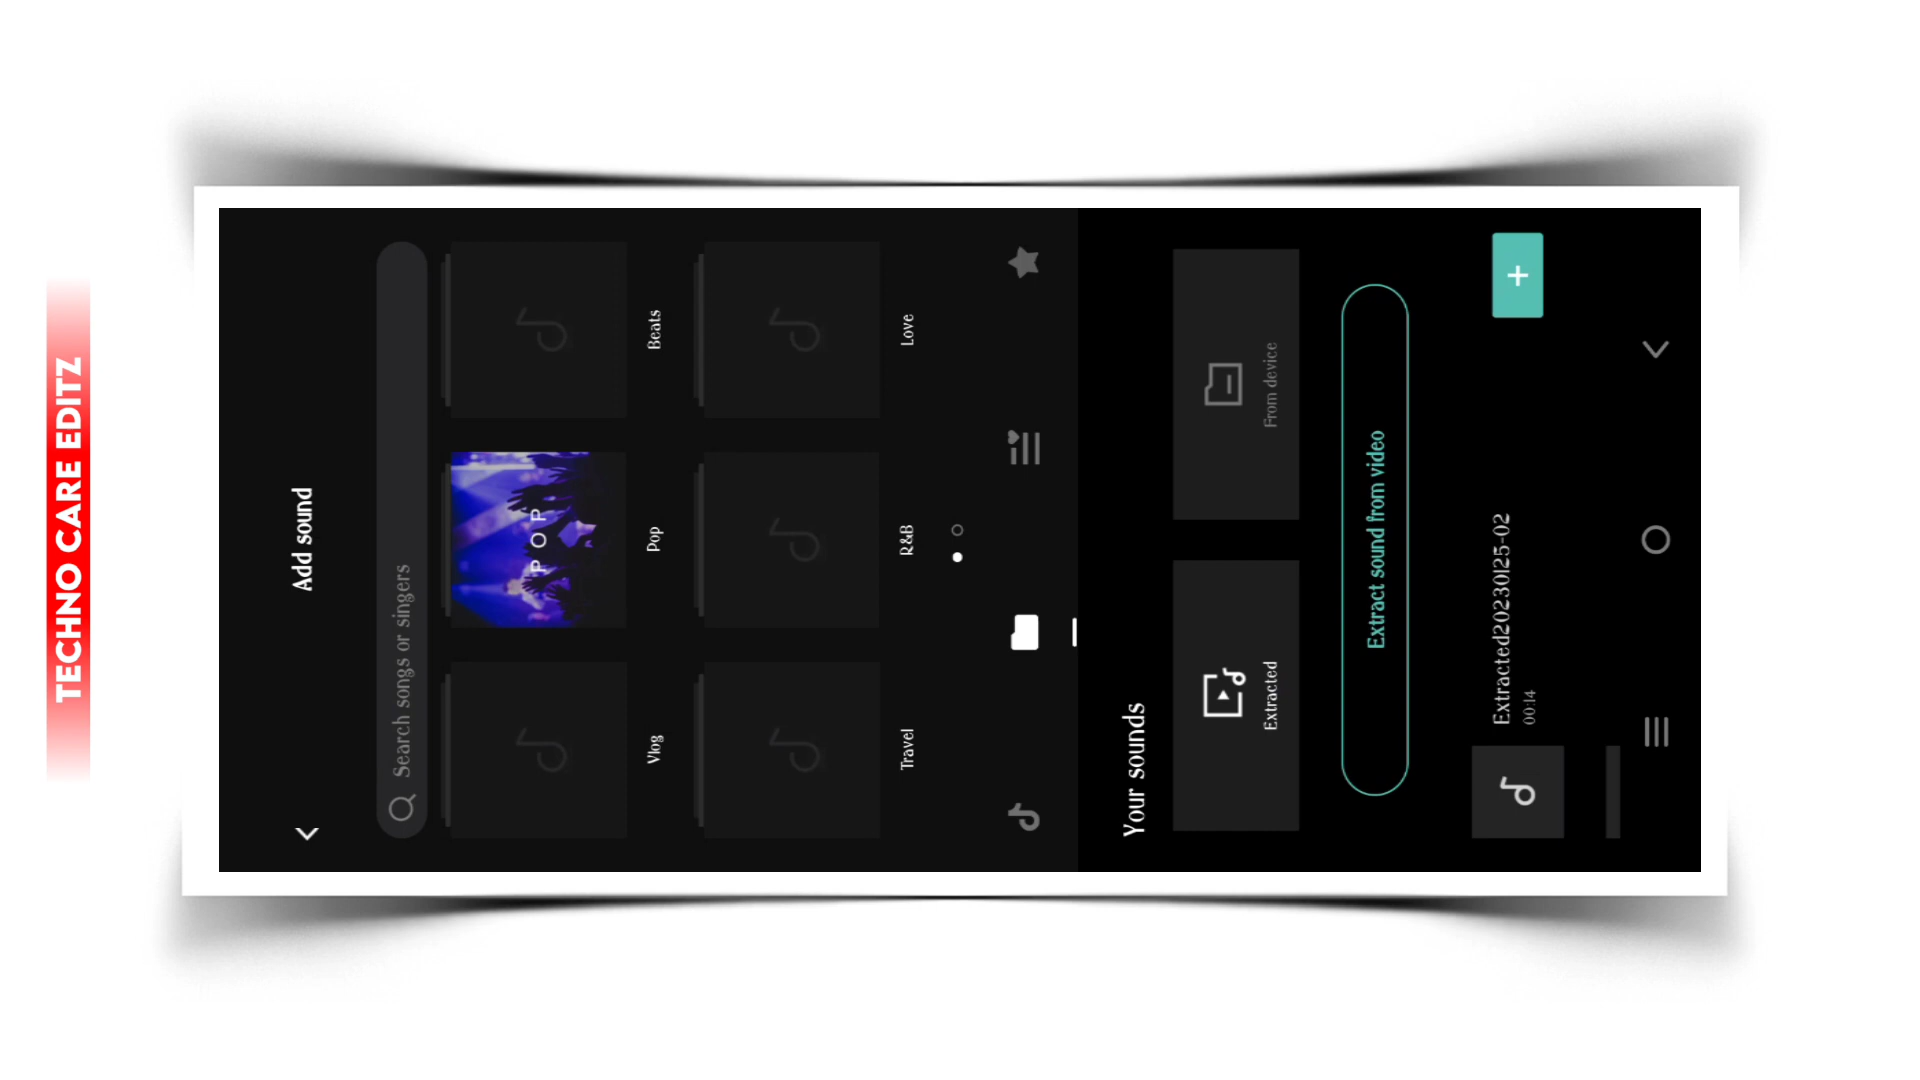 TECHNO CARE EDITZ
Add sound
Search songs or singers
POP
Vlog
Pop
Beats
Travel
R&B
Love
Your sounds
Extracted
From device
Extract sound from video
Extracted20230125-02
00:14
+